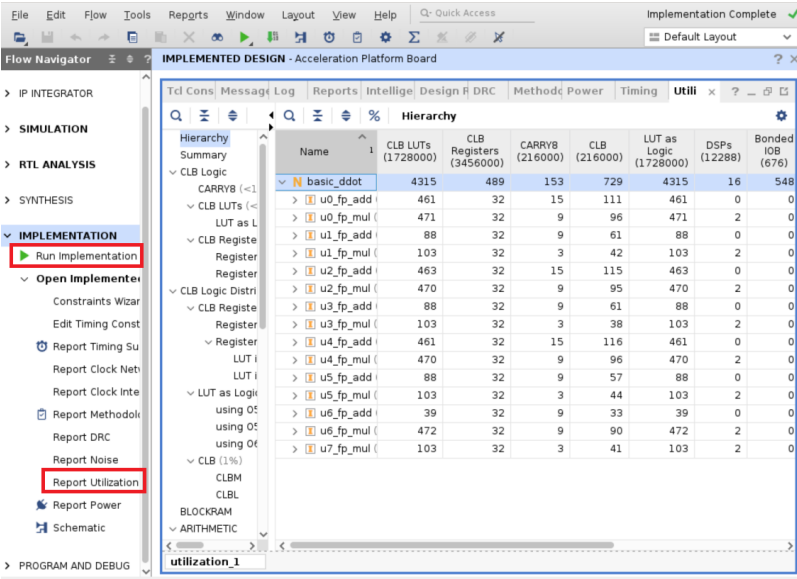 File Edit Flow Tools Reports Window Layout View Help Q- Quick Access Implementation Complete
Default Layout
Flow Navigator ?
IMPLEMENTED DESIGN - Acceleration Platform Board ?
IP INTEGRATOR
SIMULATION
RTL ANALYSIS
SYNTHESIS
IMPLEMENTATION
Run Implementation
Open Implemented
Constraints Wizar
Edit Timing Const
Report Timing Su
Report Clock Netw
Report Clock Inte
Report Methodolo
Report DRC
Report Noise
Report Utilization
Report Power
Schematic
PROGRAM AND DEBUG
Tcl Cons Message Log Reports Intellige Design R DRC Methodo Power Timing Utili × ?
% Hierarchy
Hierarchy
Summary
CLB Logic
CARRY8 (<1
CLB LUTs (<
LUT as L
CLB Registe
Register
Register
CLB Logic Distri
CLB Registe
Register
Register
LUT i
LUT i
LUT as Logic
using O5
using O5
using O6
CLB (1%)
CLBM
CLBL
BLOCKRAM
ARITHMETIC
utilization_1
Name 1 CLB LUTs (1728000) CLB Registers (3456000) CARRY8 (216000) CLB (216000) LUT as Logic (1728000) DSPs (12288) Bonded IOB (676)
N basic_ddot 4315 489 153 729 4315 16 548
u0_fp_add 461 32 15 111 461 0 0
u0_fp_mul ( 471 32 9 96 471 2 0
u1_fp_add 88 32 9 61 88 0 0
u1_fp_mul ( 103 32 3 42 103 2 0
u2_fp_add 463 32 15 115 463 0 0
u2_fp_mul ( 470 32 9 95 470 2 0
u3_fp_add 88 32 9 61 88 0 0
u3_fp_mul ( 103 32 3 38 103 2 0
u4_fp_add 461 32 15 116 461 0 0
u4_fp_mul ( 470 32 9 96 470 2 0
u5_fp_add 88 32 9 57 88 0 0
u5_fp_mul ( 103 32 3 44 103 2 0
u6_fp_add 39 32 9 33 39 0 0
u6_fp_mul ( 472 32 9 90 472 2 0
u7_fp_mul ( 103 32 3 41 103 2 0